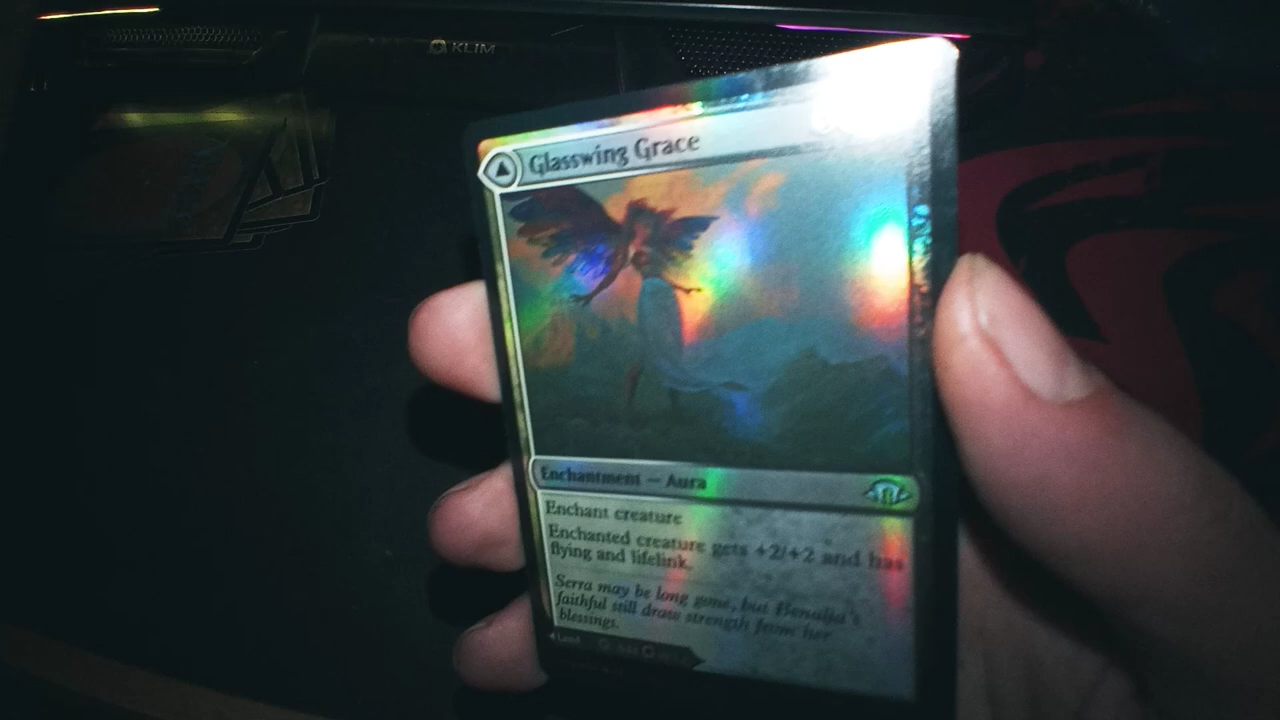 KLIM
Glasswing Grace
Enchantment — Aura
Enchant creature
Enchanted creature gets +2/+2 and has
flying and lifelink.
Serra may be long gone, but Benalia's
faithful still draw strength from her
blessings.
Land